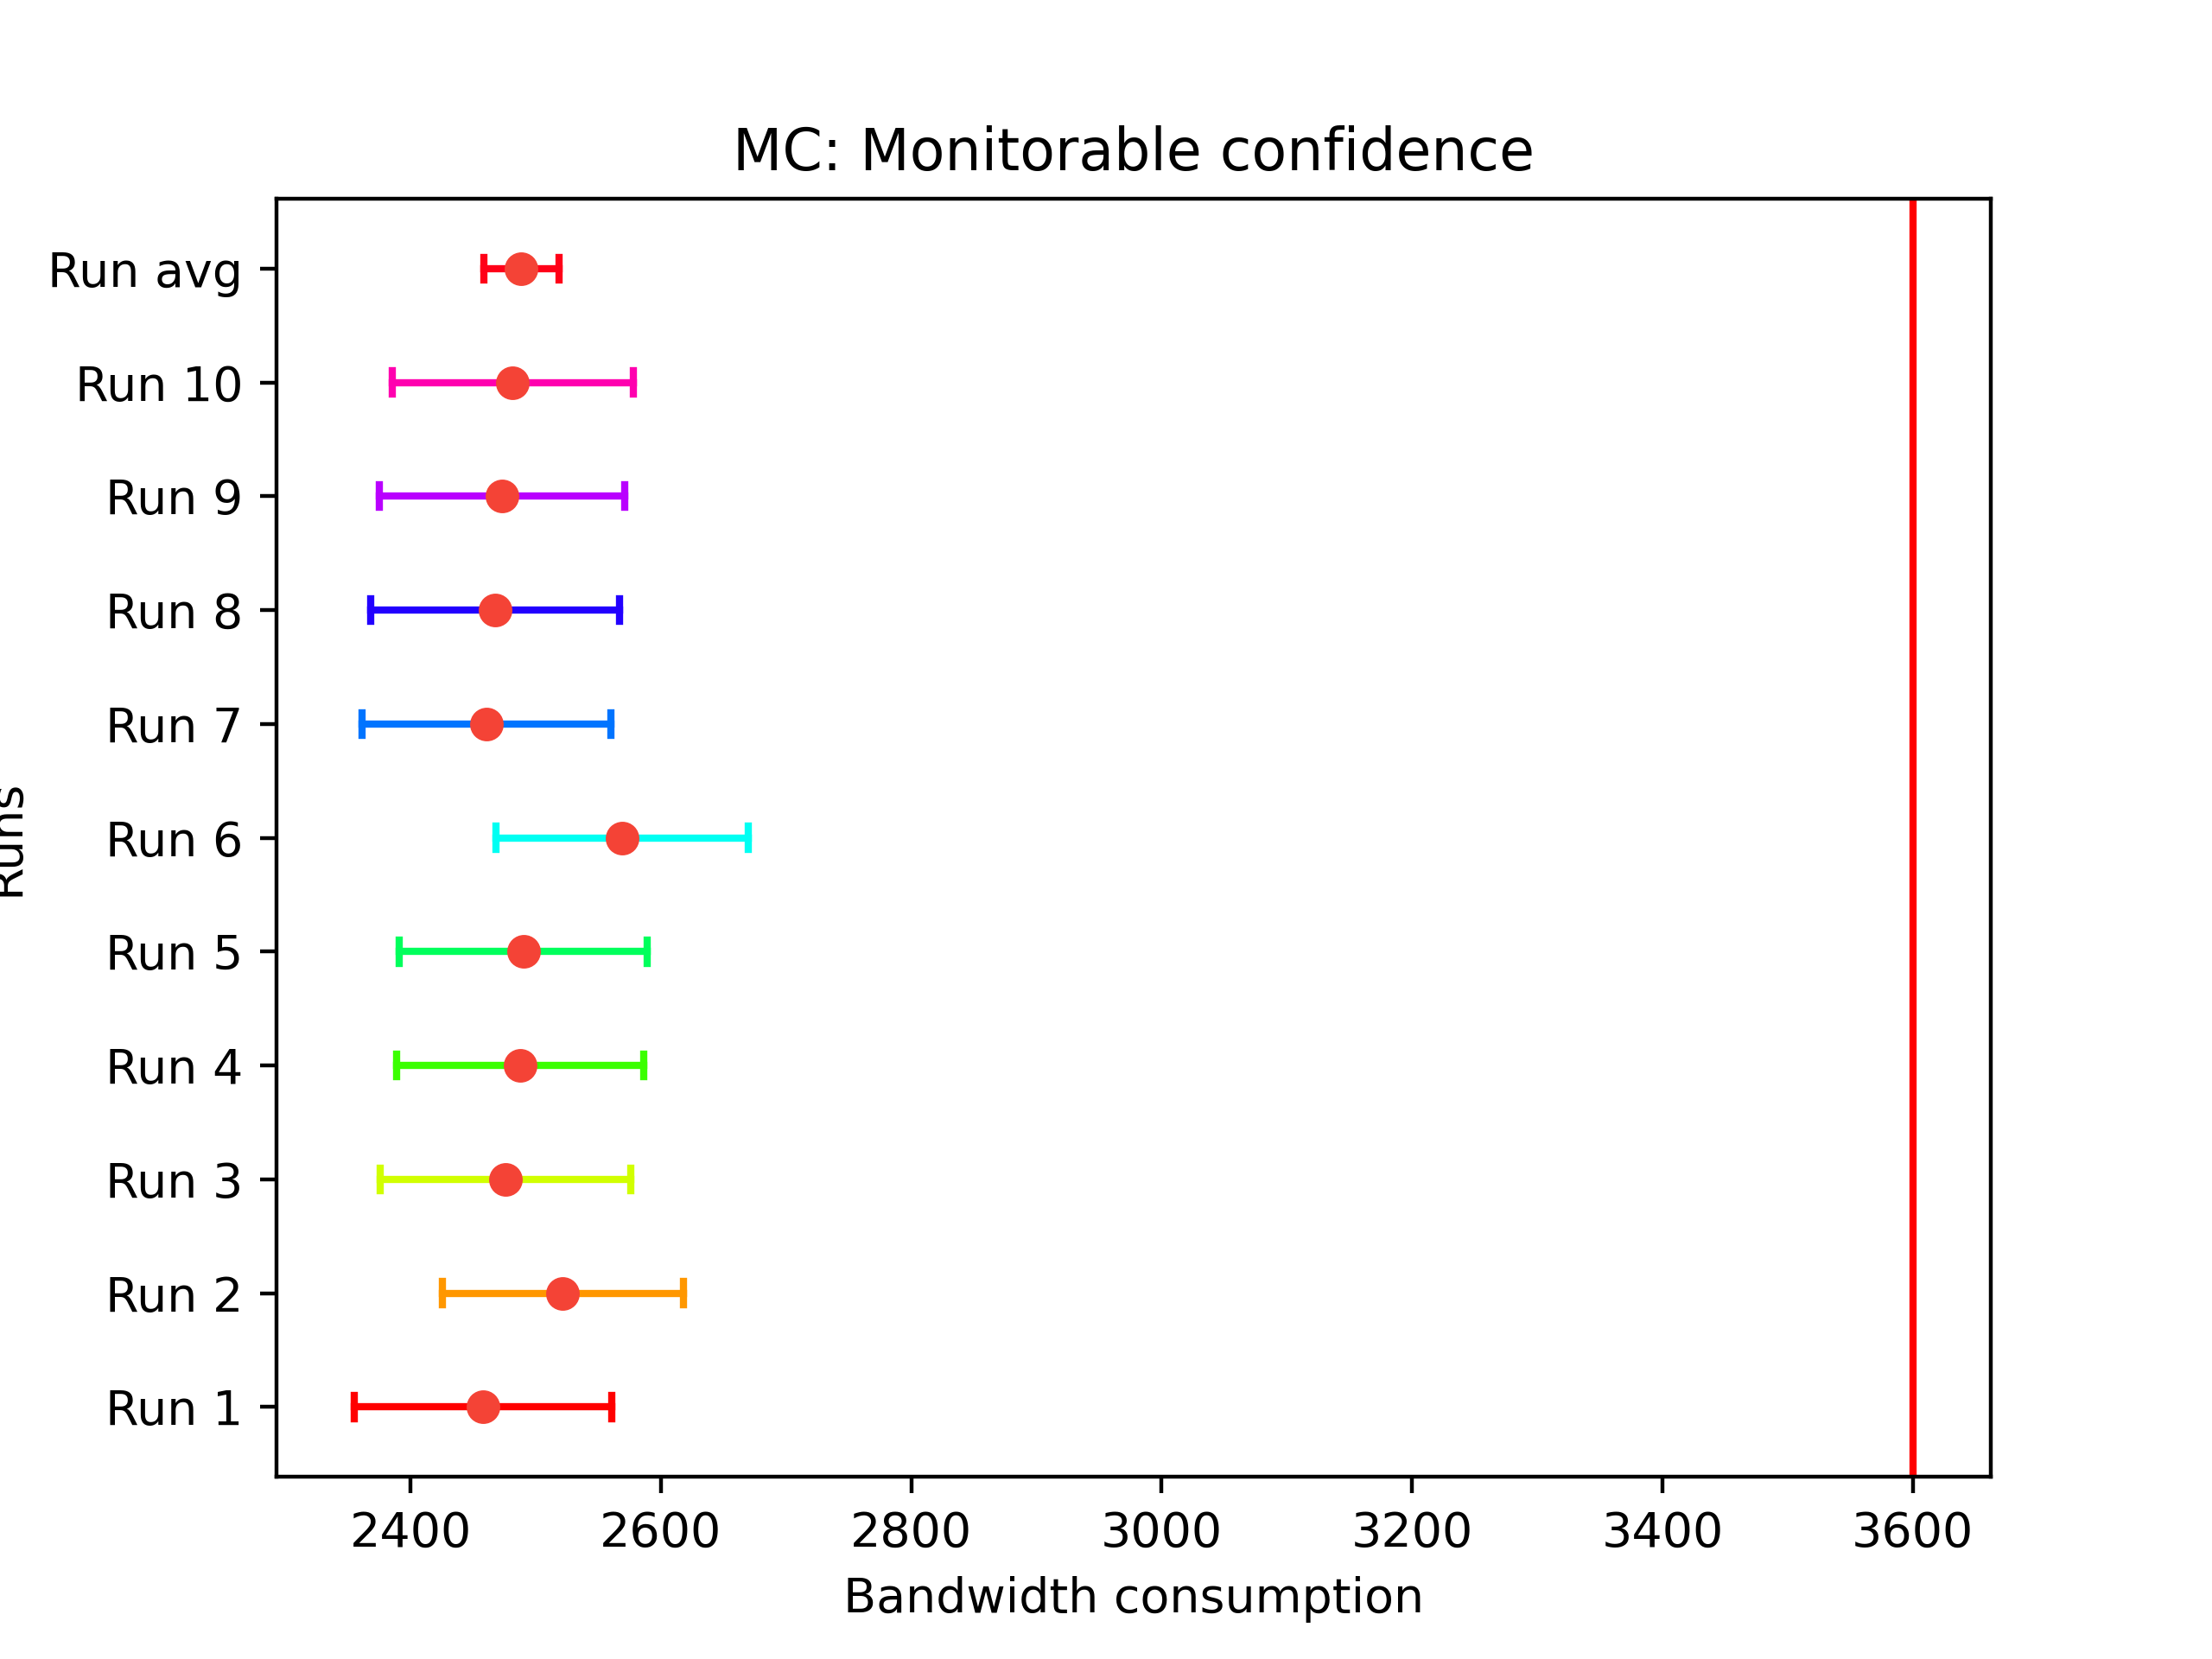 MC: Monitorable confidence
Run avg
Run 10
Run 9
Run 8
Run 7
Run 6
Runs
Run 5
Run 4
Run 3
Run 2
Run 1
2400 2600 2800 3000 3200 3400 3600
Bandwidth consumption